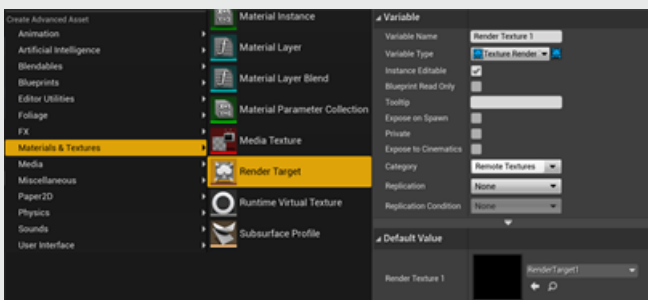 Create Advanced Asset
Animation
Artificial Intelligence
Blendables
Blueprints
Editor Utilities
Foliage
FX
Materials & Textures
Media
Miscellaneous
Paper2D
Physics
Sounds
User Interface
Material Instance
Material Layer
Material Layer Blend
Material Parameter Collection
Media Texture
Render Target
Runtime Virtual Texture
Subsurface Profile
Variable
Variable Name Render Texture 1
Variable Type Texture Render
Instance Editable
Blueprint Read Only
Tooltip
Expose on Spawn
Private
Expose to Cinematics
Category Remote Textures
Replication None
Replication Condition None
Default Value
Render Texture 1 RenderTarget1